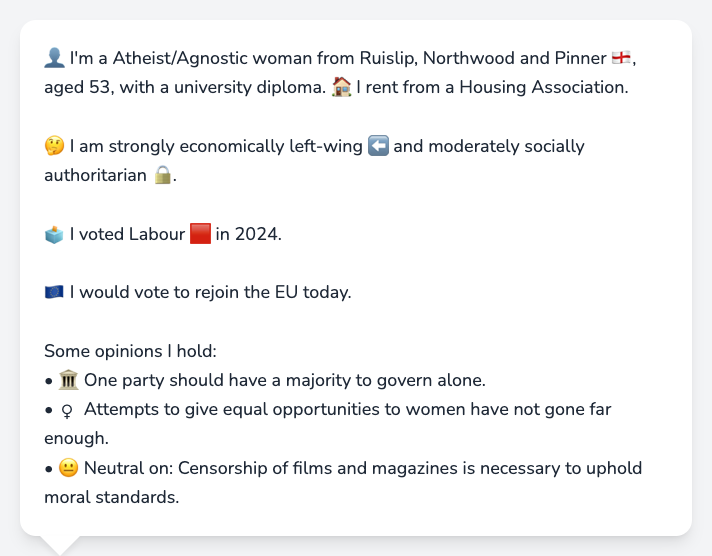 👤 I'm a Atheist/Agnostic woman from Ruislip, Northwood and Pinner 🏴󠁧󠁢󠁥󠁮󠁧󠁿,
aged 53, with a university diploma. 🏠 I rent from a Housing Association.
🤔 I am strongly economically left-wing ⬅️ and moderately socially
authoritarian 🔒.
🗳️ I voted Labour 🟥 in 2024.
🇪🇺 I would vote to rejoin the EU today.
Some opinions I hold:
• 🏛️ One party should have a majority to govern alone.
• ♀ Attempts to give equal opportunities to women have not gone far
enough.
• 😐 Neutral on: Censorship of films and magazines is necessary to uphold
moral standards.